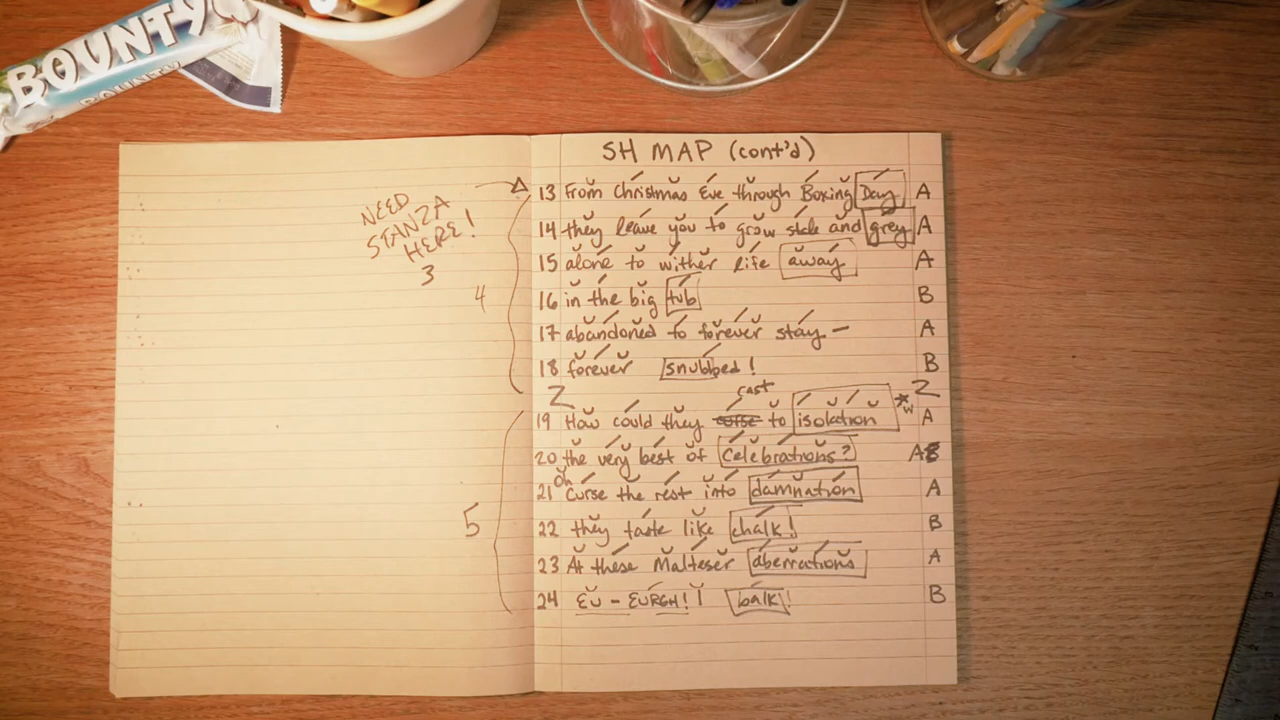 BOUNTY
BOUNTY
SH MAP (cont'd)
NEED
STANZA
HERE!
3
13 From Christmas Eve through Boxing Day A
14 they leave you to grow stale and grey A
15 alone to wither life away A
4
16 in the big tub B
17 abandoned to forever stay – A
18 forever snubbed! B
Z Z
cast
19 How could they curse to isolation *w A
20 the very best of Celebrations? AB
oh
21 Curse the rest into damnation A
5
22 they taste like chalk! B
23 At these Malteser aberrations A
24 EU - EURGH! I balk! B